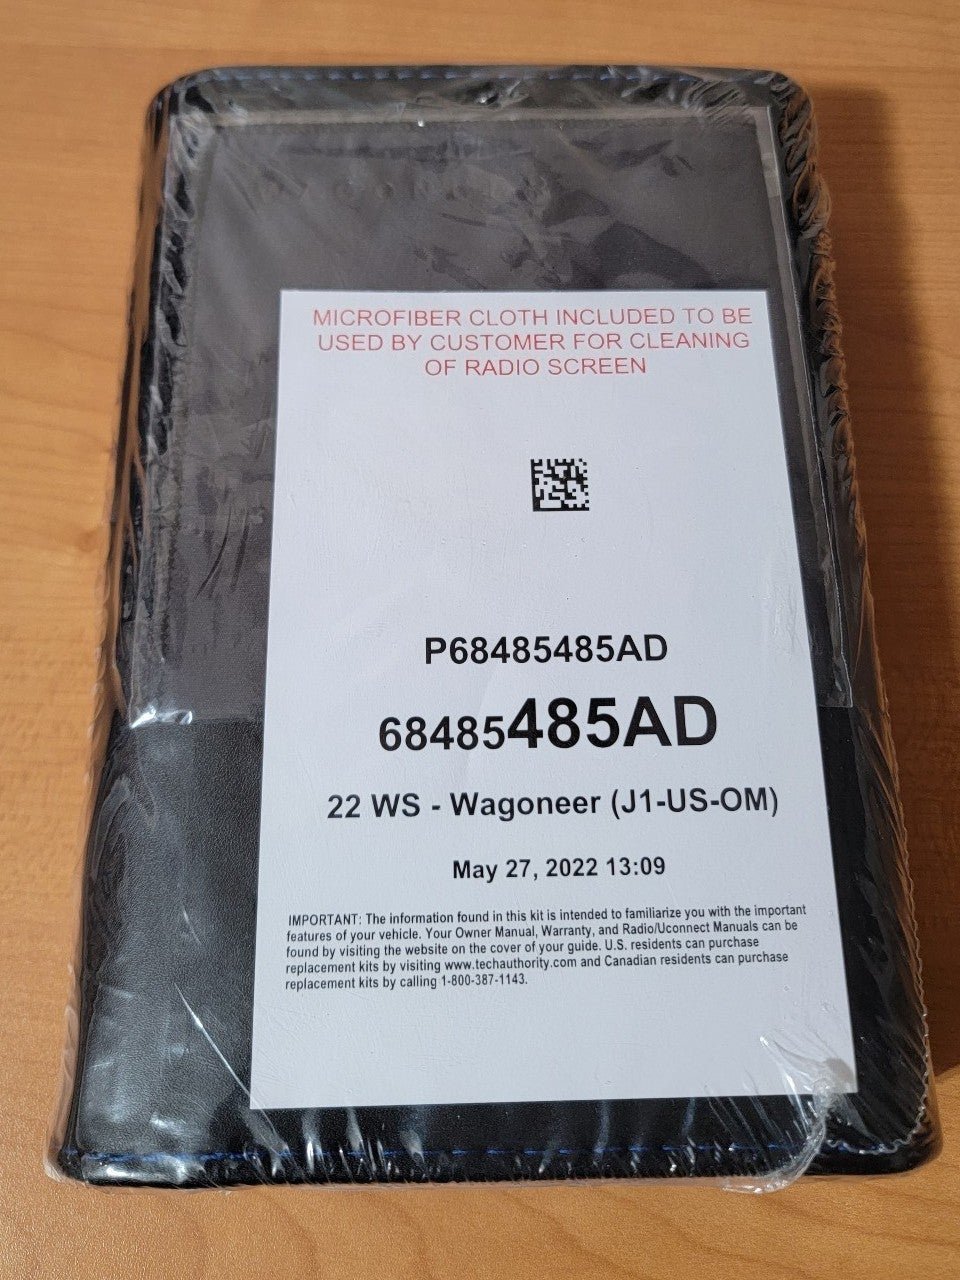 MICROFIBER CLOTH INCLUDED TO BE
USED BY CUSTOMER FOR CLEANING
OF RADIO SCREEN
P68485485AD
68485485AD
22 WS - Wagoneer (J1-US-OM)
May 27, 2022 13:09
IMPORTANT: The information found in this kit is intended to familiarize you with the important
features of your vehicle. Your Owner Manual, Warranty, and Radio/Uconnect Manuals can be
found by visiting the website on the cover of your guide. U.S. residents can purchase
replacement kits by visiting www.techauthority.com and Canadian residents can purchase
replacement kits by calling 1-800-387-1143.